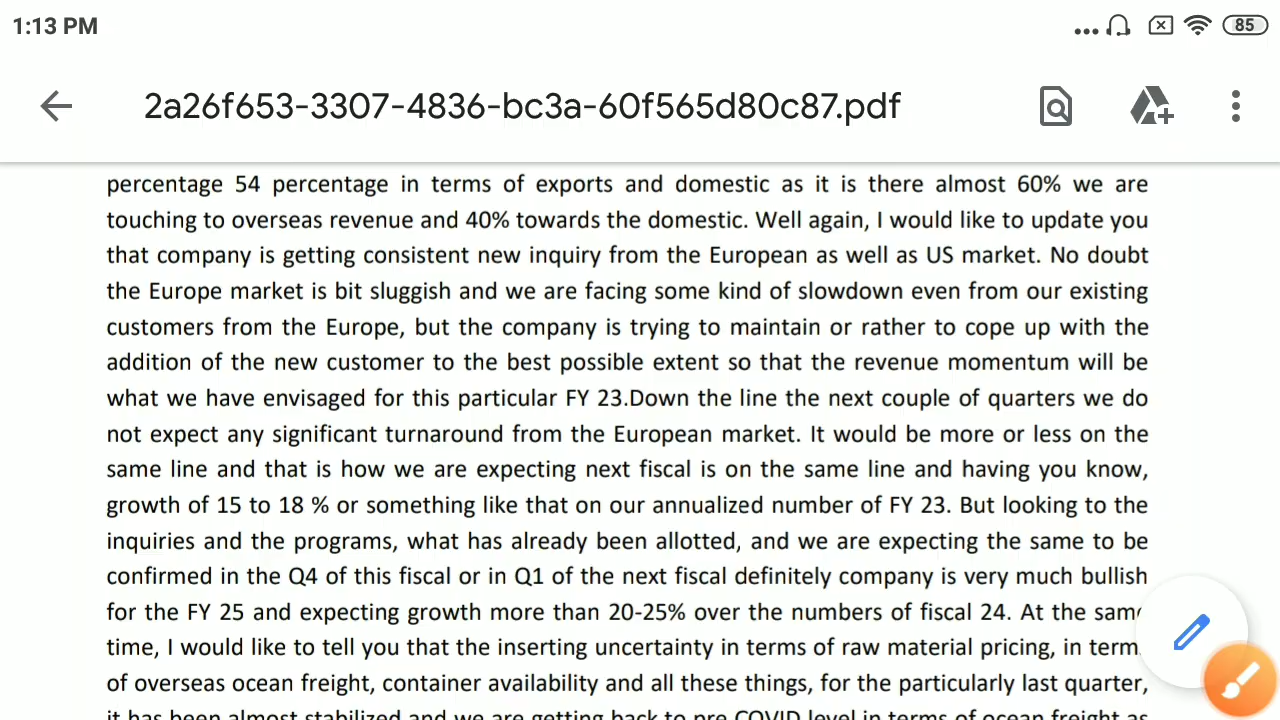 1:13 PM
85
2a26f653-3307-4836-bc3a-60f565d80c87.pdf
percentage 54 percentage in terms of exports and domestic as it is there almost 60% we are
touching to overseas revenue and 40% towards the domestic. Well again, I would like to update you
that company is getting consistent new inquiry from the European as well as US market. No doubt
the Europe market is bit sluggish and we are facing some kind of slowdown even from our existing
customers from the Europe, but the company is trying to maintain or rather to cope up with the
addition of the new customer to the best possible extent so that the revenue momentum will be
what we have envisaged for this particular FY 23.Down the line the next couple of quarters we do
not expect any significant turnaround from the European market. It would be more or less on the
same line and that is how we are expecting next fiscal is on the same line and having you know,
growth of 15 to 18 % or something like that on our annualized number of FY 23. But looking to the
inquiries and the programs, what has already been allotted, and we are expecting the same to be
confirmed in the Q4 of this fiscal or in Q1 of the next fiscal definitely company is very much bullish
for the FY 25 and expecting growth more than 20-25% over the numbers of fiscal 24. At the same
time, I would like to tell you that the inserting uncertainty in terms of raw material pricing, in term
of overseas ocean freight, container availability and all these things, for the particularly last quarter,
it has been almost stabilized and we are getting back to pre COVID level in terms of ocean freight as